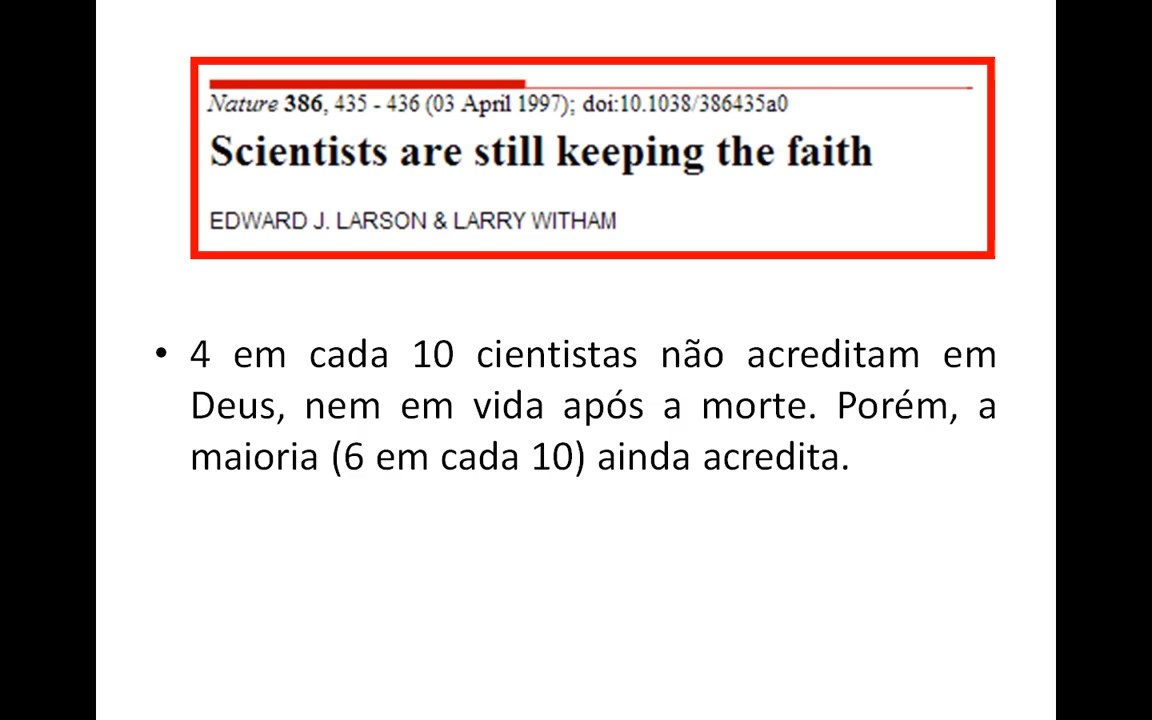 Nature 386, 435 - 436 (03 April 1997); doi:10.1038/386435a0
Scientists are still keeping the faith
EDWARD J. LARSON & LARRY WITHAM
• 4 em cada 10 cientistas não acreditam em
Deus, nem em vida após a morte. Porém, a
maioria (6 em cada 10) ainda acredita.